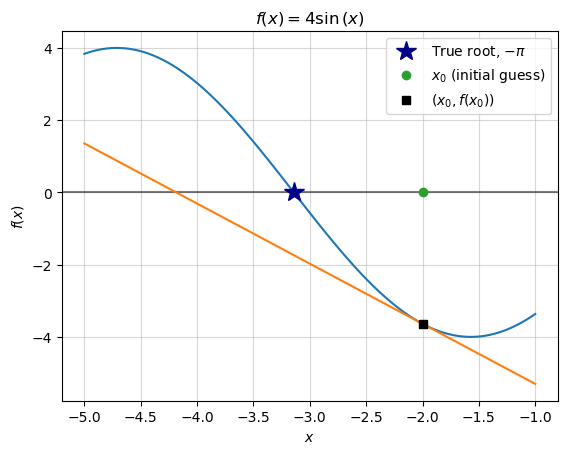 f(x) = 4 sin (x)
True root, −π
x₀ (initial guess)
(x₀, f(x₀))
4
2
0
−2
−4
f(x)
−5.0 −4.5 −4.0 −3.5 −3.0 −2.5 −2.0 −1.5 −1.0
x